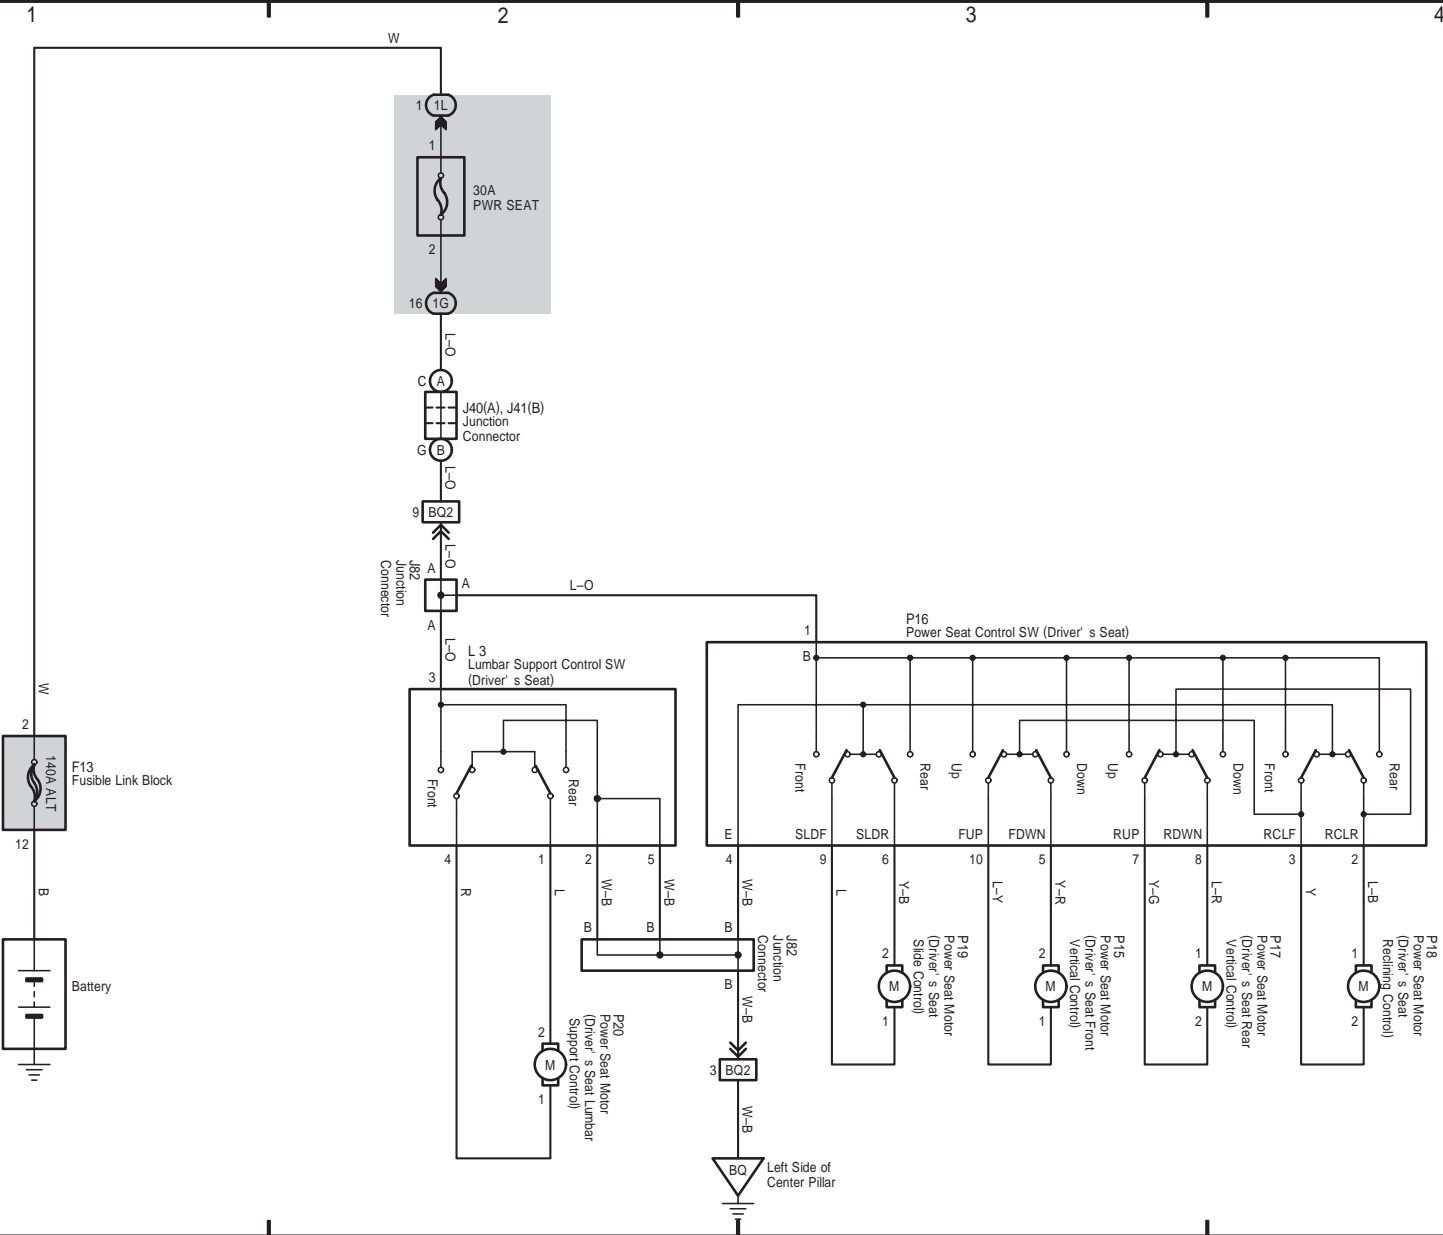 1
2
3
4
W
1
1L
1
30A
PWR SEAT
2
16
1G
L–O
C
A
J40(A), J41(B)
Junction
Connector
G
B
L–O
9
BQ2
L–O
J82
Junction
Connector
A
A
L–O
A
L–O
L 3
Lumbar Support Control SW
(Driver' s Seat)
3
P16
Power Seat Control SW (Driver' s Seat)
1
B
W
2
140A ALT
F13
Fusible Link Block
12
B
Battery
Front
Rear
Front
Rear
Up
Down
Up
Down
Front
Rear
E
SLDF
SLDR
FUP
FDWN
RUP
RDWN
RCLF
RCLR
4
1
2
5
4
9
6
10
5
7
8
3
2
R
L
W–B
W–B
W–B
L
Y–B
L–Y
Y–R
Y–G
L–R
Y
L–B
B
B
B
J82
Junction
Connector
B
W–B
2
M
1
P19
Power Seat Motor
(Driver' s Seat
Slide Control)
2
M
1
P15
Power Seat Motor
(Driver' s Seat Front
Vertical Control)
1
M
2
P17
Power Seat Motor
(Driver' s Seat Rear
Vertical Control)
1
M
2
P18
Power Seat Motor
(Driver' s Seat
Reclining Control)
2
M
1
P20
Power Seat Motor
(Driver' s Seat Lumbar
Support Control)
3
BQ2
W–B
BQ
Left Side of
Center Pillar